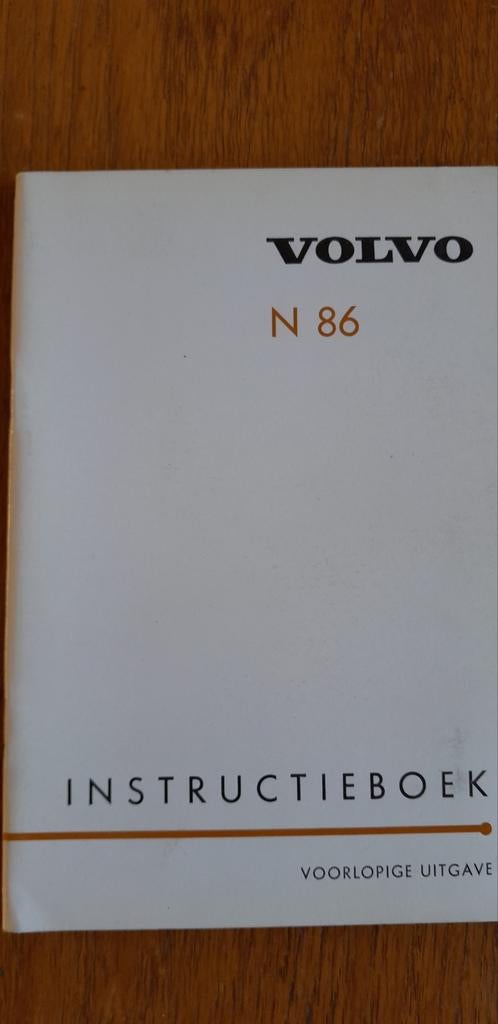 VOLVO
N 86
INSTRUCTIEBOEK
VOORLOPIGE UITGAVE